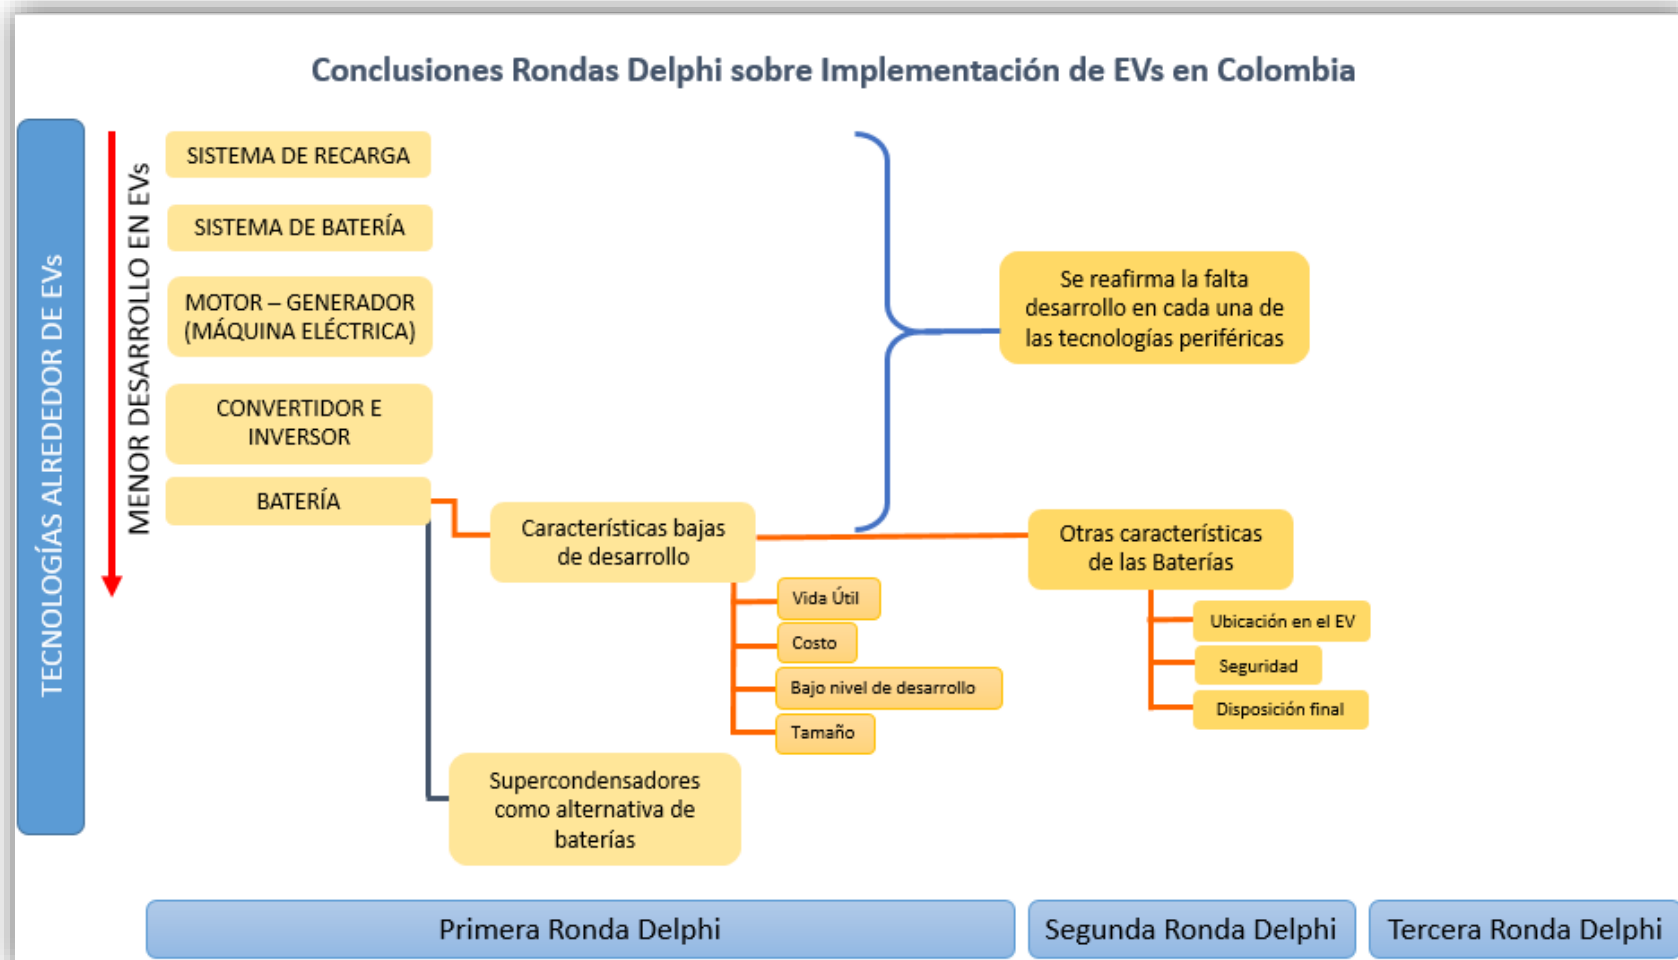 Conclusiones Rondas Delphi sobre Implementación de EVs en Colombia
TECNOLOGÍAS ALREDEDOR DE EVs
MENOR DESARROLLO EN EVs
SISTEMA DE RECARGA
SISTEMA DE BATERÍA
MOTOR – GENERADOR
(MÁQUINA ELÉCTRICA)
CONVERTIDOR E
INVERSOR
BATERÍA
Características bajas
de desarrollo
Vida Útil
Costo
Bajo nivel de desarrollo
Tamaño
Supercondensadores
como alternativa de
baterías
Se reafirma la falta
desarrollo en cada una de
las tecnologías periféricas
Otras características
de las Baterías
Ubicación en el EV
Seguridad
Disposición final
Primera Ronda Delphi
Segunda Ronda Delphi
Tercera Ronda Delphi